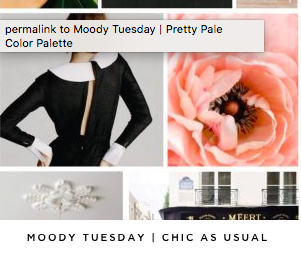 permalink to Moody Tuesday | Pretty Pale
Color Palette
MEERT
MOODY TUESDAY | CHIC AS USUAL